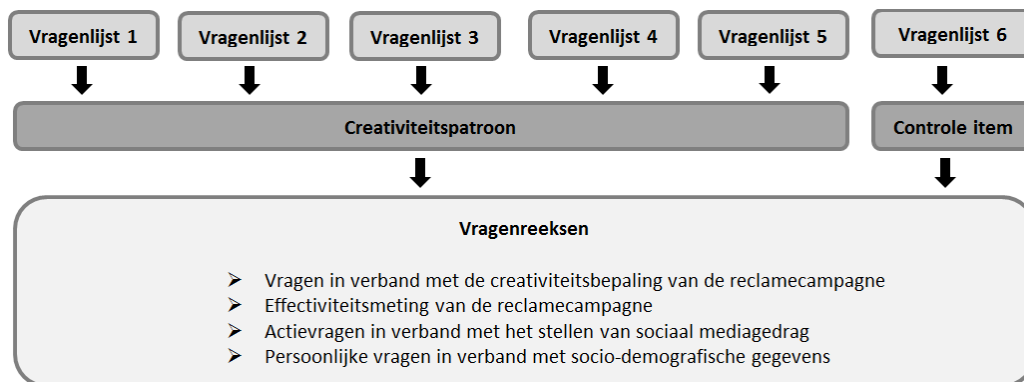 Vragenlijst 1
Vragenlijst 2
Vragenlijst 3
Vragenlijst 4
Vragenlijst 5
Vragenlijst 6
Creativiteitspatroon
Controle item
Vragenreeksen
Vragen in verband met de creativiteitsbepaling van de reclamecampagne
Effectiviteitsmeting van de reclamecampagne
Actievragen in verband met het stellen van sociaal mediagedrag
Persoonlijke vragen in verband met socio-demografische gegevens